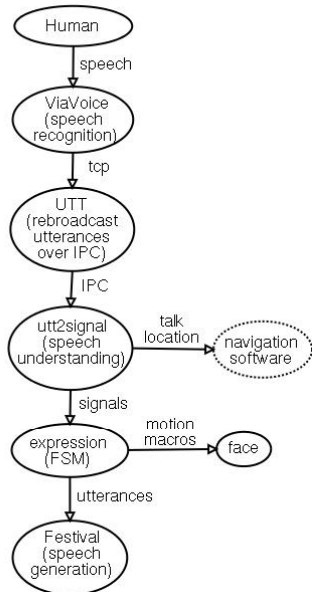 Human
speech
ViaVoice
(speech
recognition)
tcp
UTT
(rebroadcast
utterances
over IPC)
IPC
utt2signal
(speech
understanding)
talk
location
navigation
software
signals
expression
(FSM)
motion
macros
face
utterances
Festival
(speech
generation)